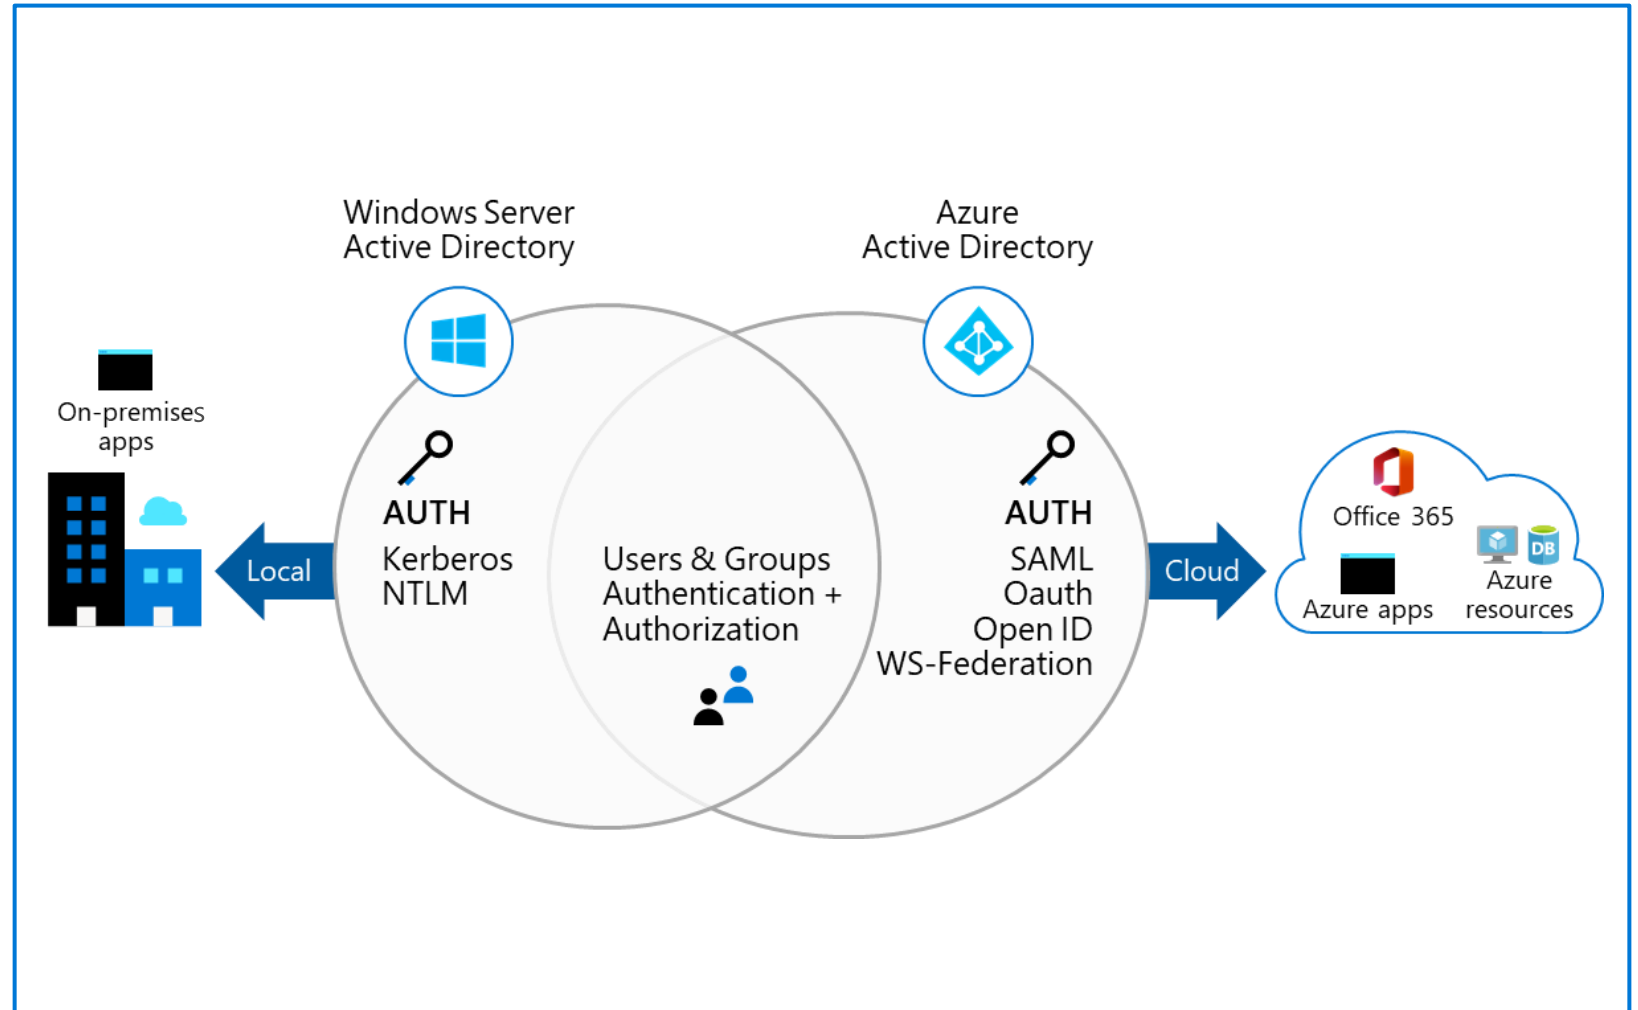 Windows Server
Active Directory
Azure
Active Directory
On-premises
apps
Local
AUTH
Kerberos
NTLM
Users & Groups
Authentication +
Authorization
AUTH
SAML
Oauth
Open ID
WS-Federation
Cloud
Office 365
Azure apps
DB
Azure
resources